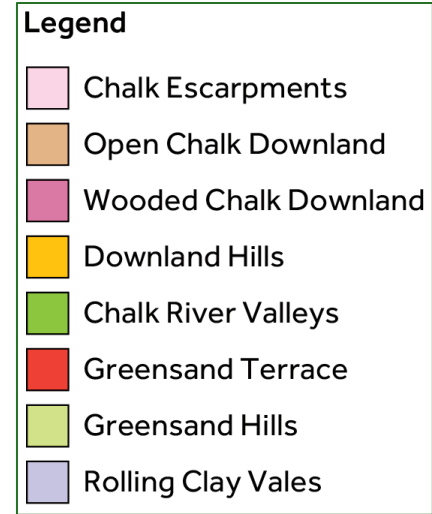 Legend
Chalk Escarpments
Open Chalk Downland
Wooded Chalk Downland
Downland Hills
Chalk River Valleys
Greensand Terrace
Greensand Hills
Rolling Clay Vales